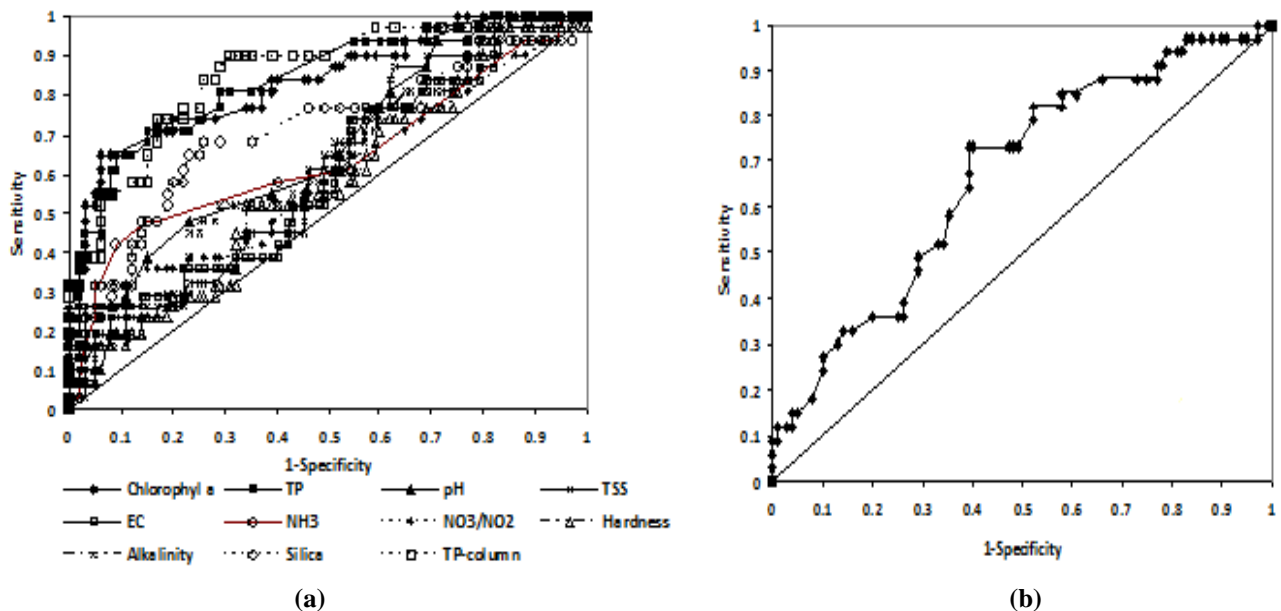 1
0.9
0.8
0.7
0.6
0.5
0.4
0.3
0.2
0.1
0
Sensitivity
0 0.1 0.2 0.3 0.4 0.5 0.6 0.7 0.8 0.9 1
1-Specificity
Chlorophyl a TP pH TSS
EC NH3 NO3/NO2 Hardness
Alkalinity Silica TP-column
(a)
1
0.9
0.8
0.7
0.6
0.5
0.4
0.3
0.2
0.1
0
Sensitivity
0 0.1 0.2 0.3 0.4 0.5 0.6 0.7 0.8 0.9 1
1-Specificity
(b)